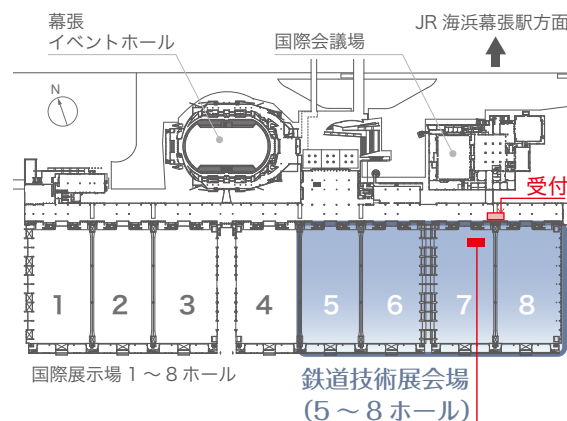 幕張
イベントホール
国際会議場
JR 海浜幕張駅方面
N
受付
1
2
3
4
5
6
7
8
国際展示場 1 ～ 8 ホール
鉄道技術展会場
(5 ～ 8 ホール)